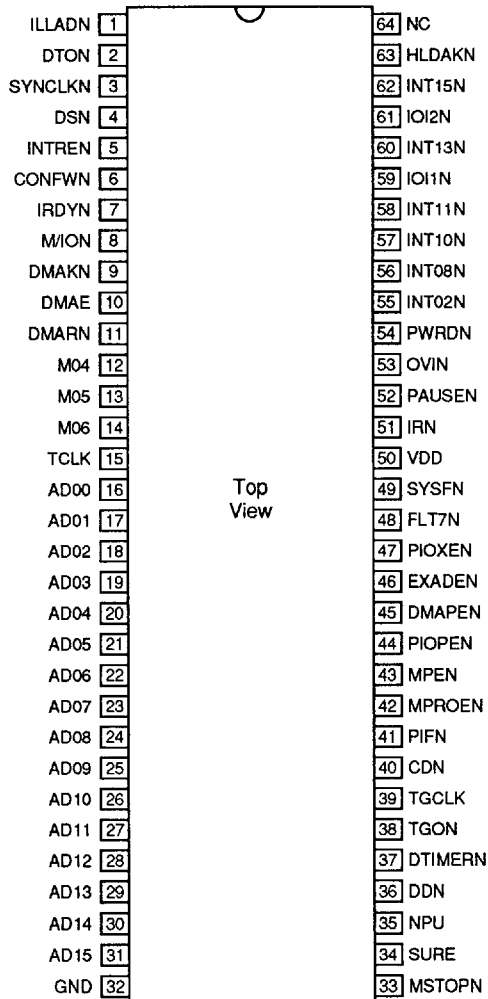 ILLADN 1 64 NC
DTON 2 63 HLDAKN
SYNCLKN 3 62 INT15N
DSN 4 61 IOI2N
INTREN 5 60 INT13N
CONFWN 6 59 IOI1N
IRDYN 7 58 INT11N
M/ION 8 57 INT10N
DMAKN 9 56 INT08N
DMAE 10 55 INT02N
DMARN 11 54 PWRDN
M04 12 53 OVIN
M05 13 52 PAUSEN
M06 14 51 IRN
TCLK 15 50 VDD
AD00 16 Top 49 SYSFN
AD01 17 View 48 FLT7N
AD02 18 47 PIOXEN
AD03 19 46 EXADEN
AD04 20 45 DMAPEN
AD05 21 44 PIOPEN
AD06 22 43 MPEN
AD07 23 42 MPROEN
AD08 24 41 PIFN
AD09 25 40 CDN
AD10 26 39 TGCLK
AD11 27 38 TGON
AD12 28 37 DTIMERN
AD13 29 36 DDN
AD14 30 35 NPU
AD15 31 34 SURE
GND 32 33 MSTOPN